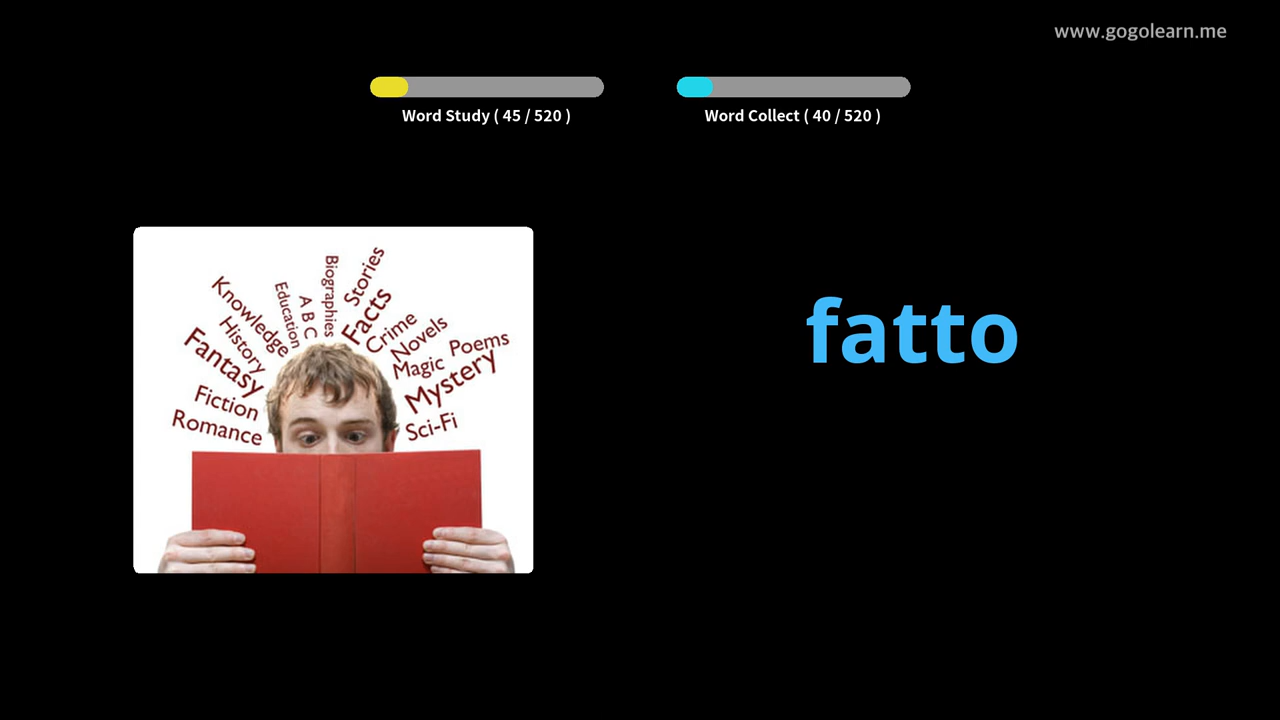 www.gogolearn.me
Word Study ( 45 / 520 )
Word Collect ( 40 / 520 )
Knowledge
Education
A B C
Biographies
Stories
Facts
Crime
Novels
Poems
History
Fantasy
Magic
Mystery
Fiction
Romance
Sci-Fi
fatto